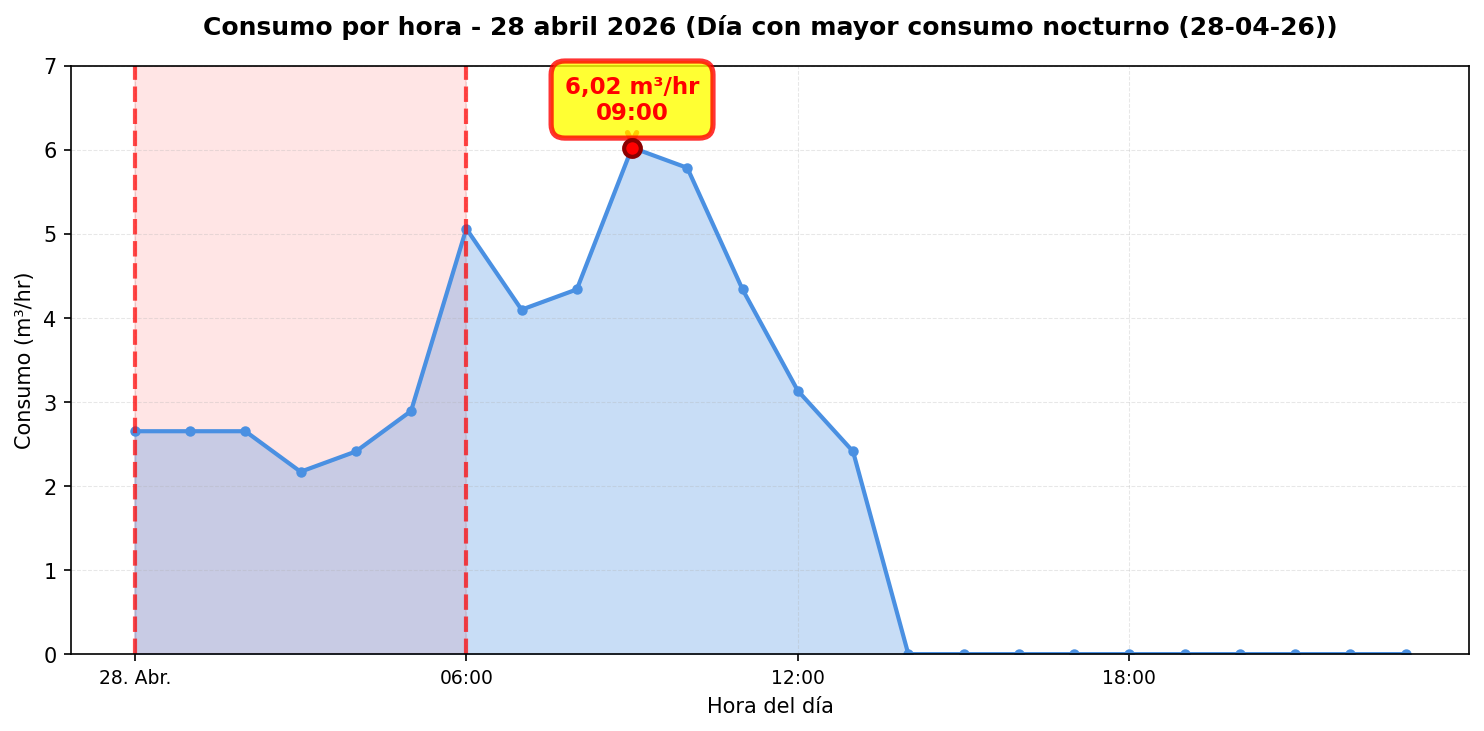 Consumo por hora - 28 abril 2026 (Día con mayor consumo nocturno (28-04-26))
6,02 m³/hr
09:00
Consumo (m³/hr)
7
6
5
4
3
2
1
0
28. Abr.
06:00
12:00
18:00
Hora del día